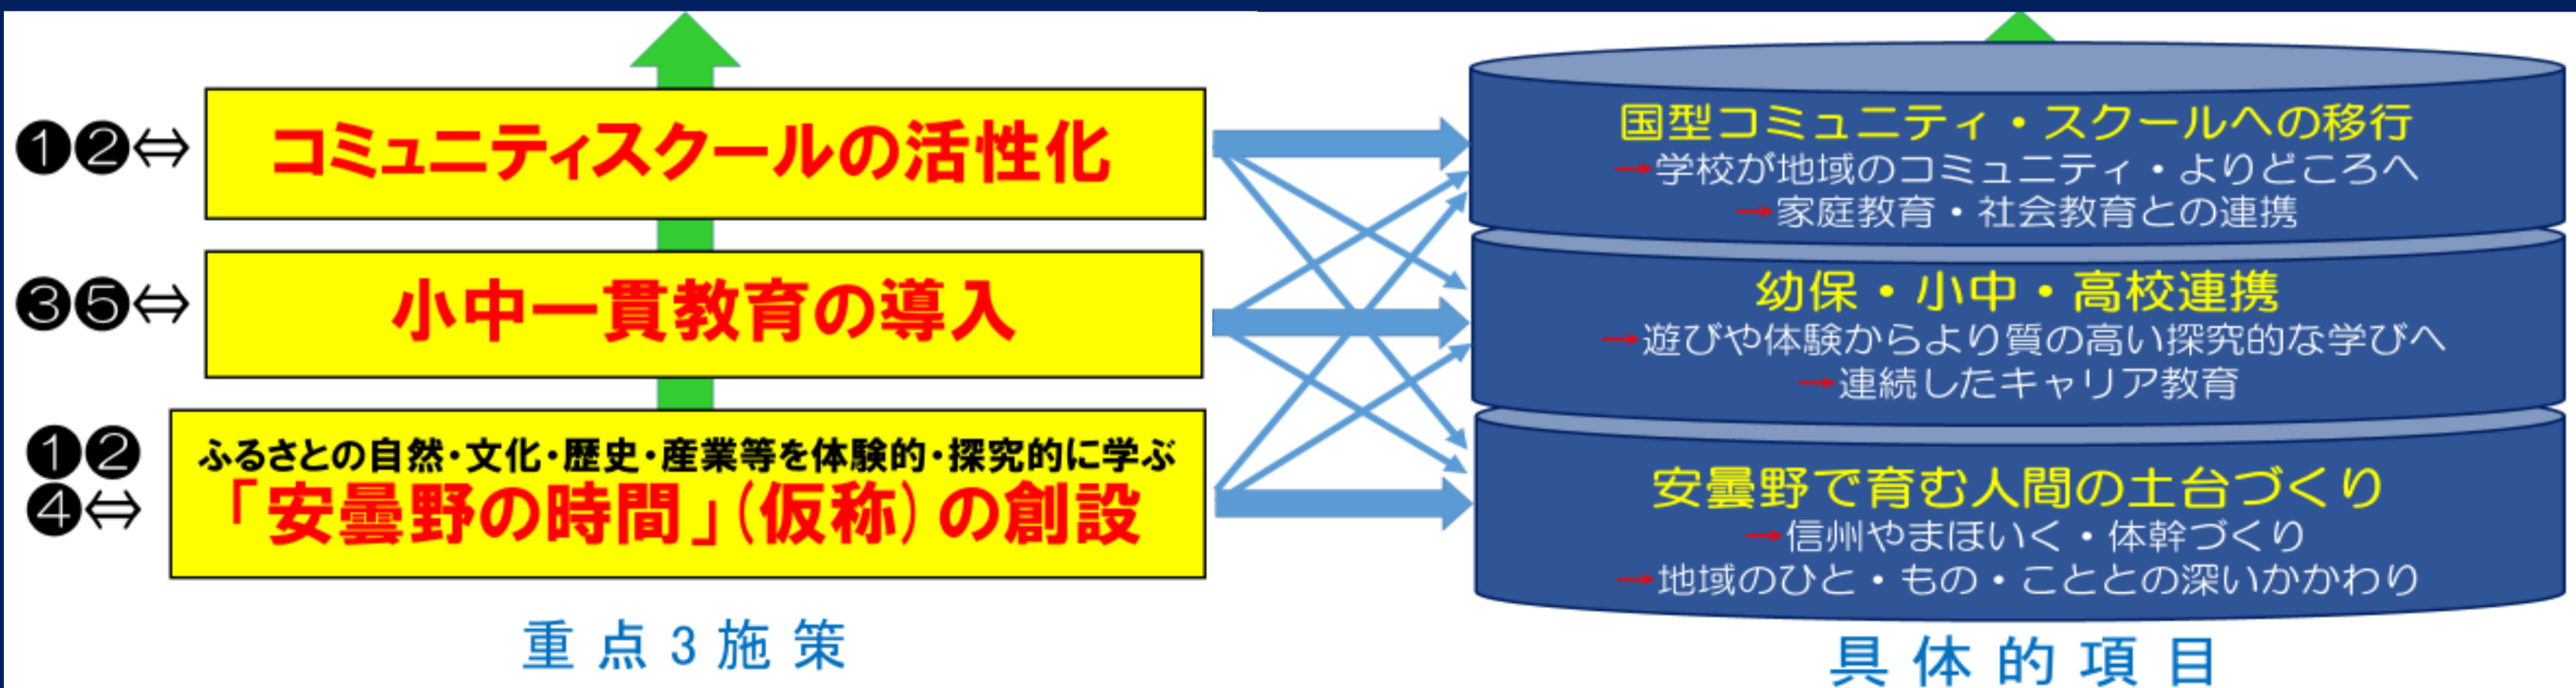 ❶❷⇔
コミュニティスクールの活性化
❸❺⇔
小中一貫教育の導入
❶❷
❹⇔
ふるさとの自然・文化・歴史・産業等を体験的・探究的に学ぶ
「安曇野の時間」(仮称)の創設
重点3施策
国型コミュニティ・スクールへの移行
→学校が地域のコミュニティ・よりどころへ
→家庭教育・社会教育との連携
幼保・小中・高校連携
→遊びや体験からより質の高い探究的な学びへ
→連続したキャリア教育
安曇野で育む人間の土台づくり
→信州やまほいく・体幹づくり
→地域のひと・もの・こととの深いかかわり
具体的項目